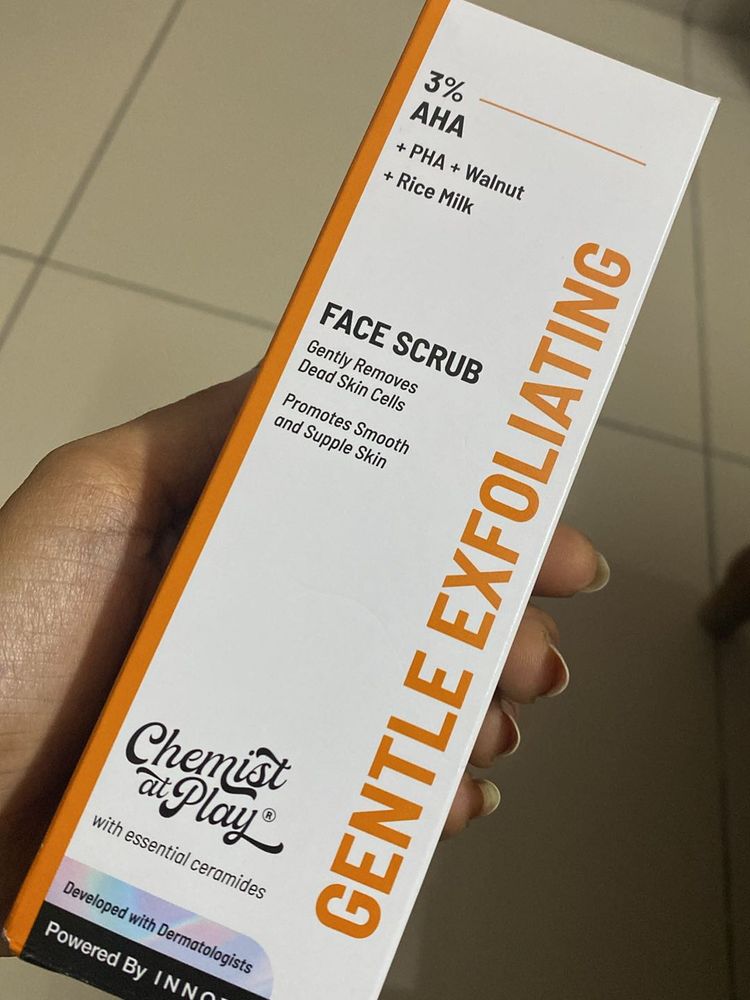 3%
AHA
+ PHA + Walnut
+ Rice Milk
FACE SCRUB
Gently Removes
Dead Skin Cells
Promotes Smooth
and Supple Skin
GENTLE EXFOLIATING
Chemist
at Play®
with essential ceramides
Developed with Dermatologists
Powered By